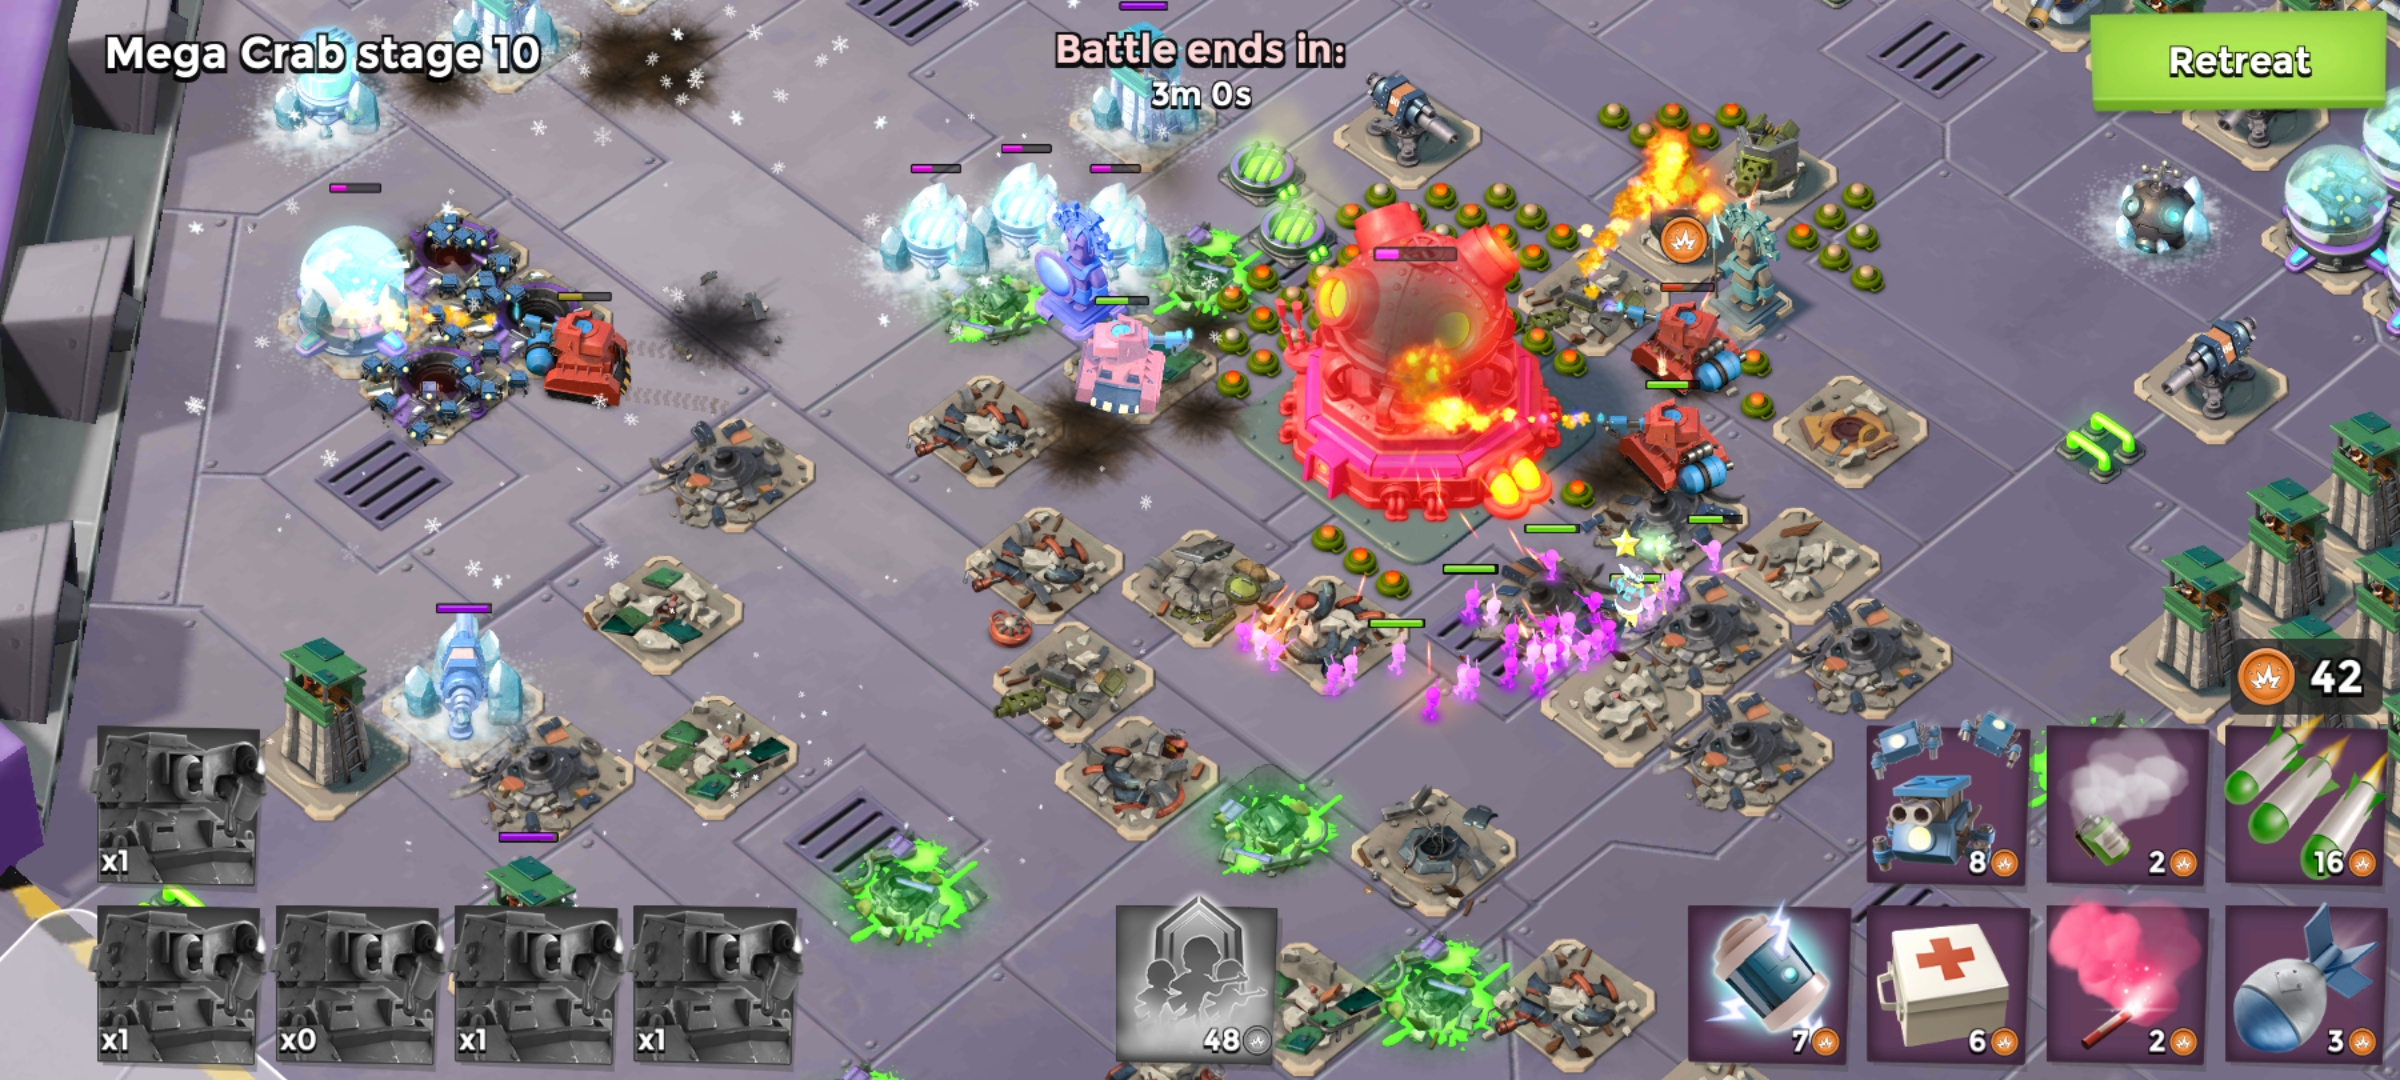 Mega Crab stage 10
Battle ends in:
3m 0s
Retreat
42
x1
8
2
16
x1
x0
x1
x1
48
7
6
2
3